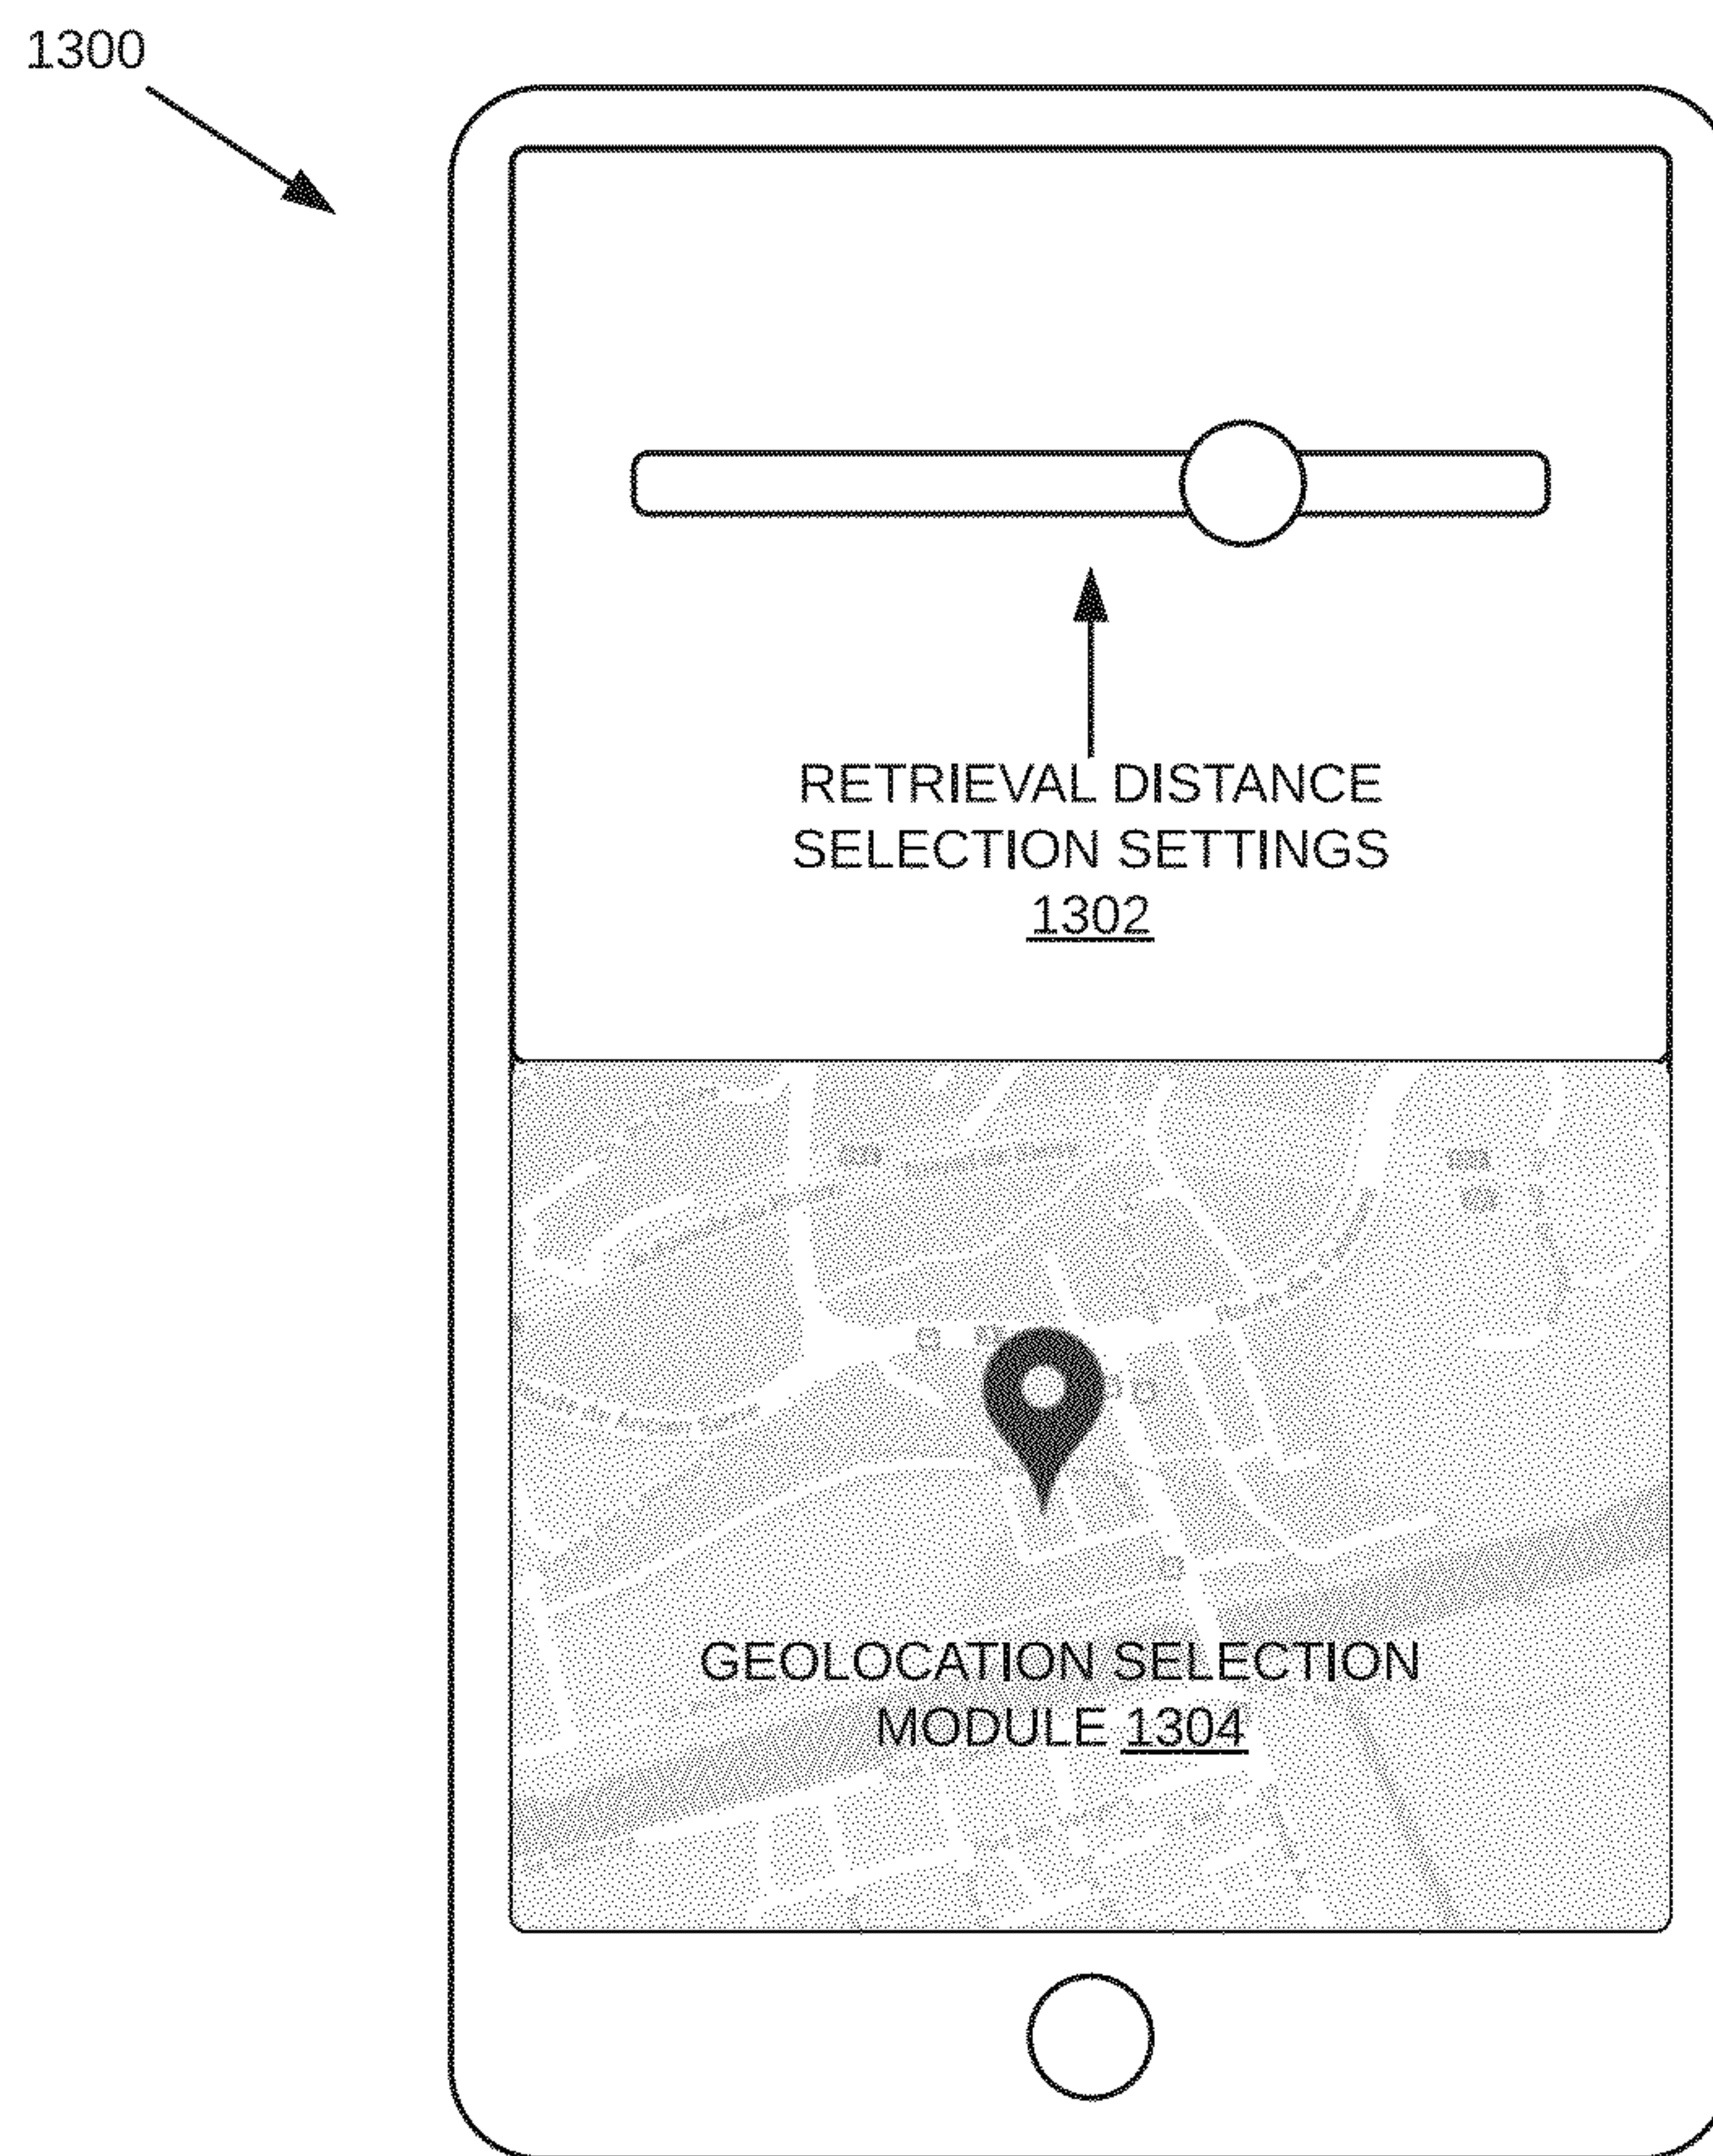 1300
RETRIEVAL DISTANCE
SELECTION SETTINGS
1302
GEOLOCATION SELECTION
MODULE 1304